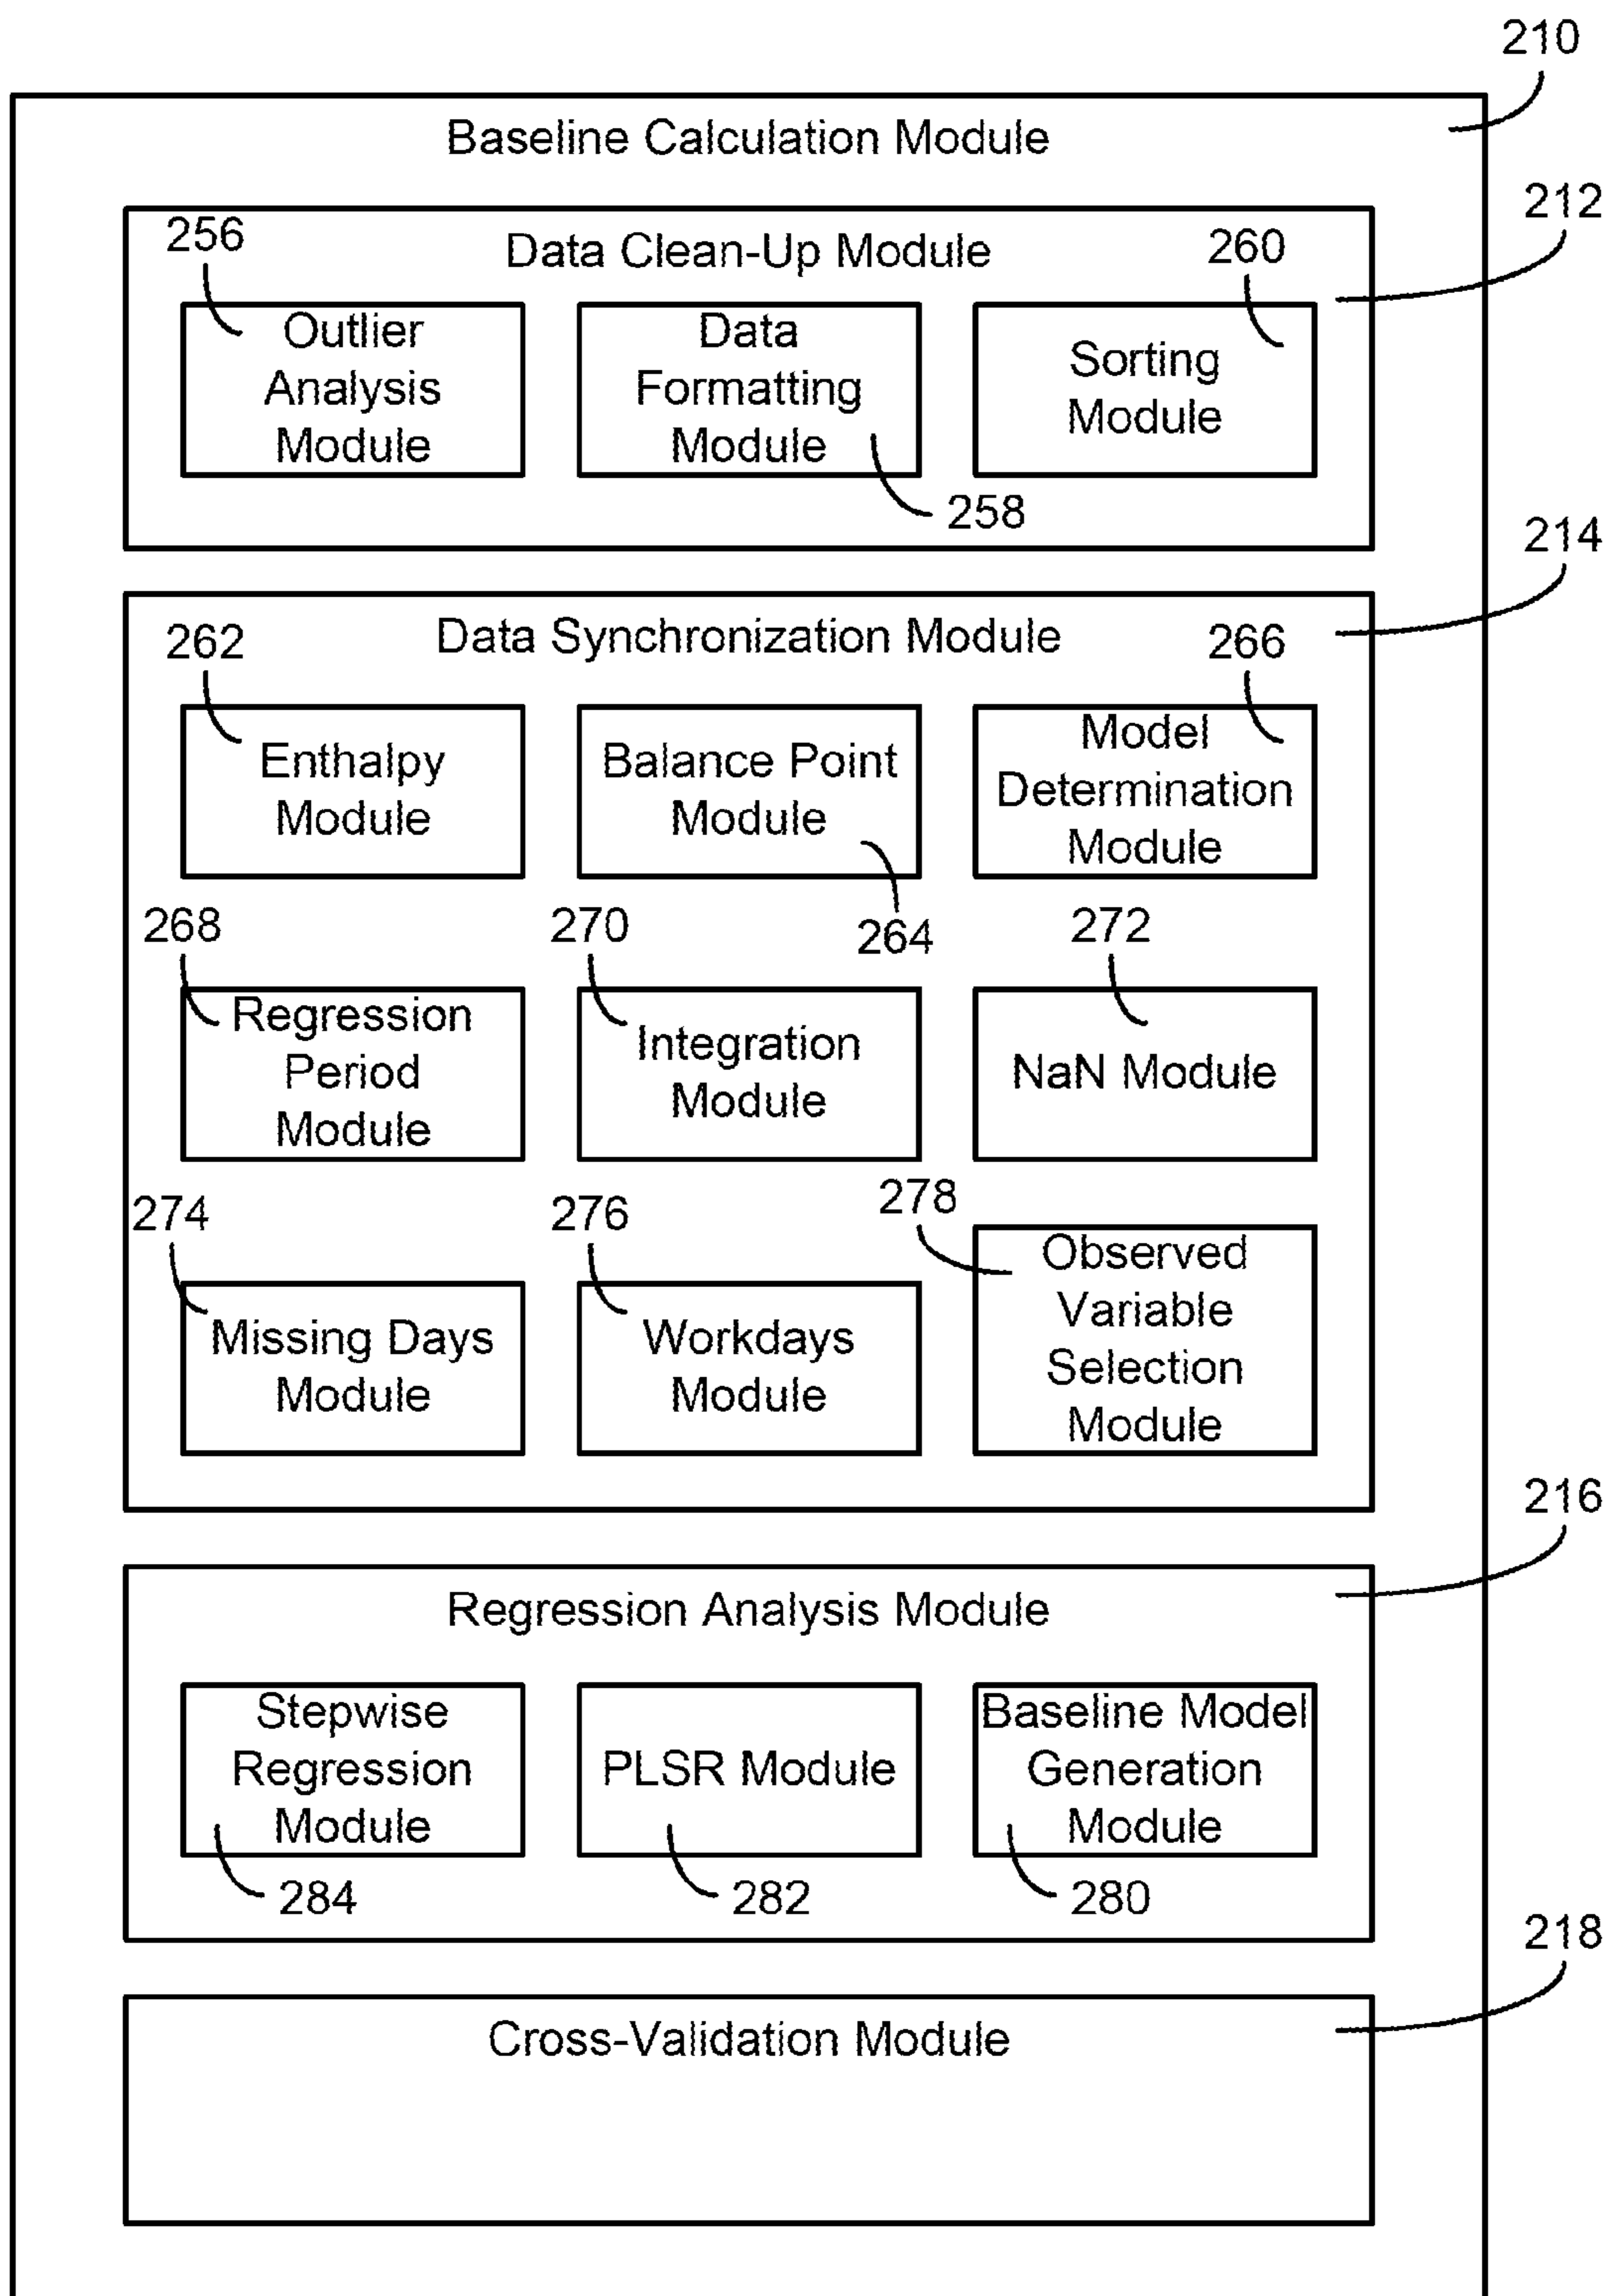 210
Baseline Calculation Module
212
256
Data Clean-Up Module
260
Outlier
Analysis
Module
Data
Formatting
Module
Sorting
Module
258
214
262
Data Synchronization Module
266
Enthalpy
Module
Balance Point
Module
Model
Determination
Module
264
268
270
272
Regression
Period
Module
Integration
Module
NaN Module
274
276
278
Missing Days
Module
Workdays
Module
Observed
Variable
Selection
Module
216
Regression Analysis Module
Stepwise
Regression
Module
PLSR Module
Baseline Model
Generation
Module
284
282
280
218
Cross-Validation Module